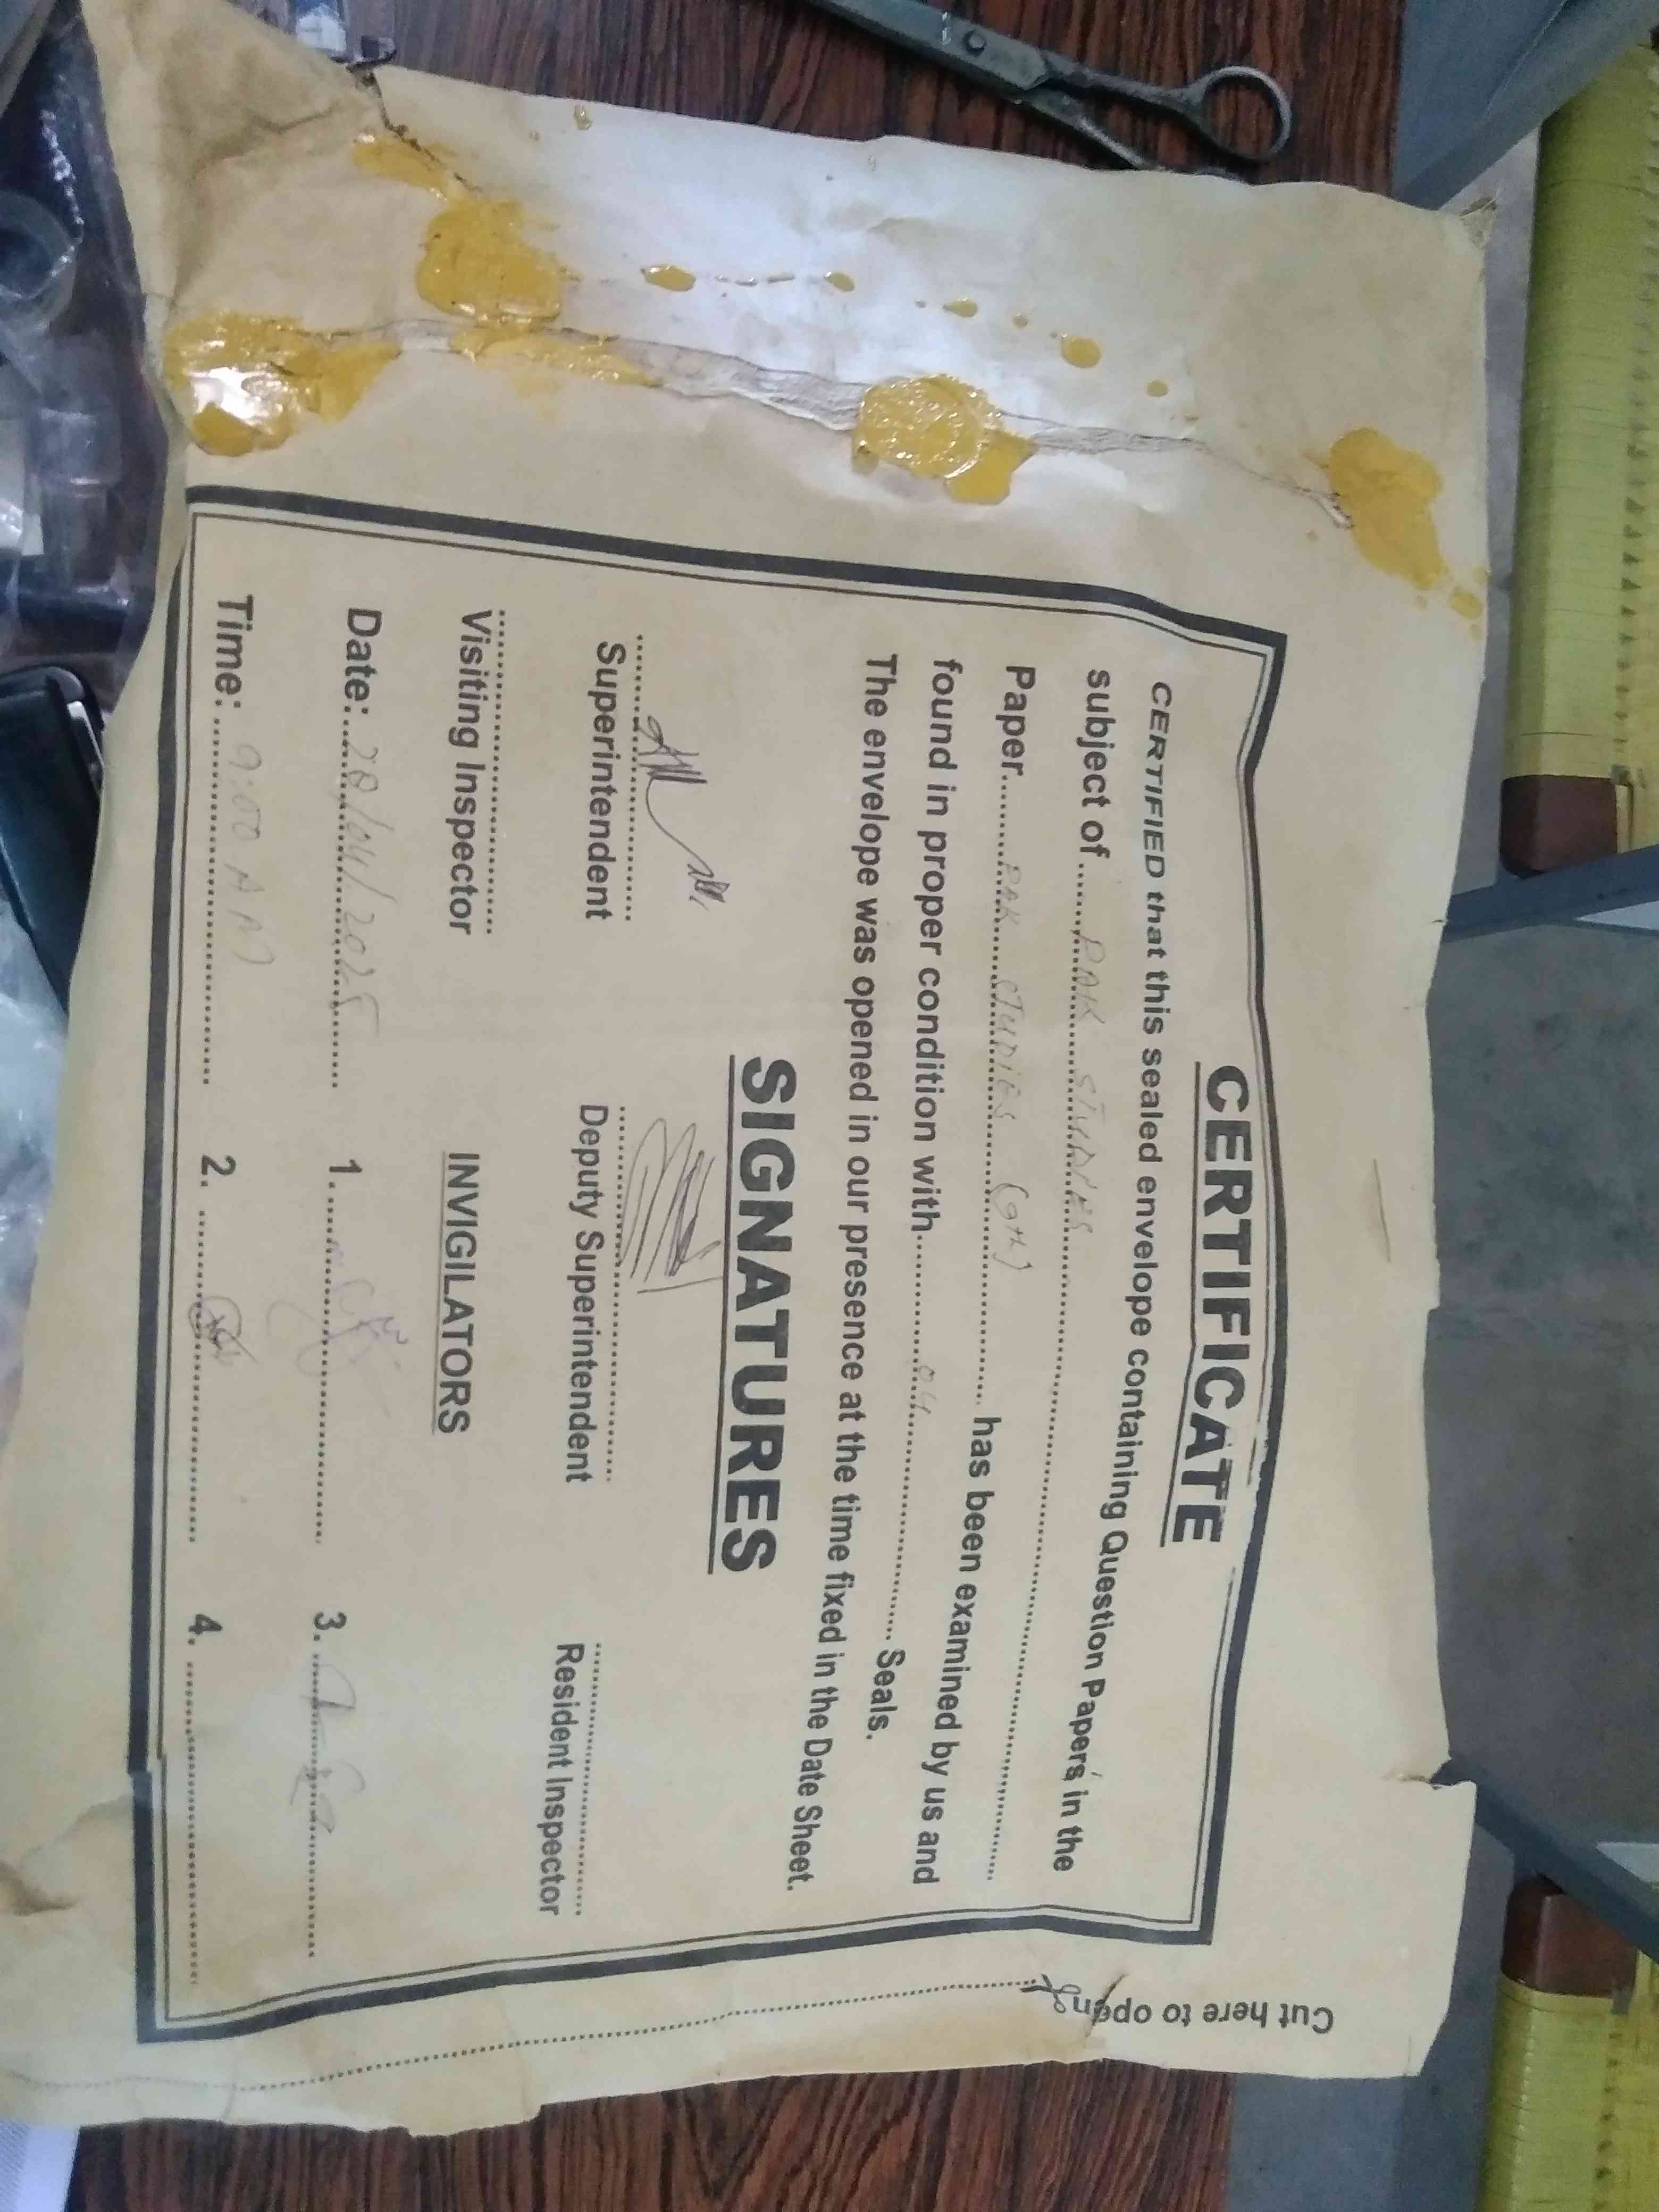 CERTIFICATE
CERTIFIED that this sealed envelope containing Question Papers in the
subject of ..... PAK STUDIES .....
Paper ..... PAK STUDIES (9th) ..... has been examined by us and
found in proper condition with ..... 04 ..... Seals.
The envelope was opened in our presence at the time fixed in the Date Sheet.
SIGNATURES
Superintendent Deputy Superintendent Resident Inspector
Visiting Inspector INVIGILATORS
Date: 28/04/2025 1. 3.
Time: 9:00 AM 2. 4.
Cut here to open